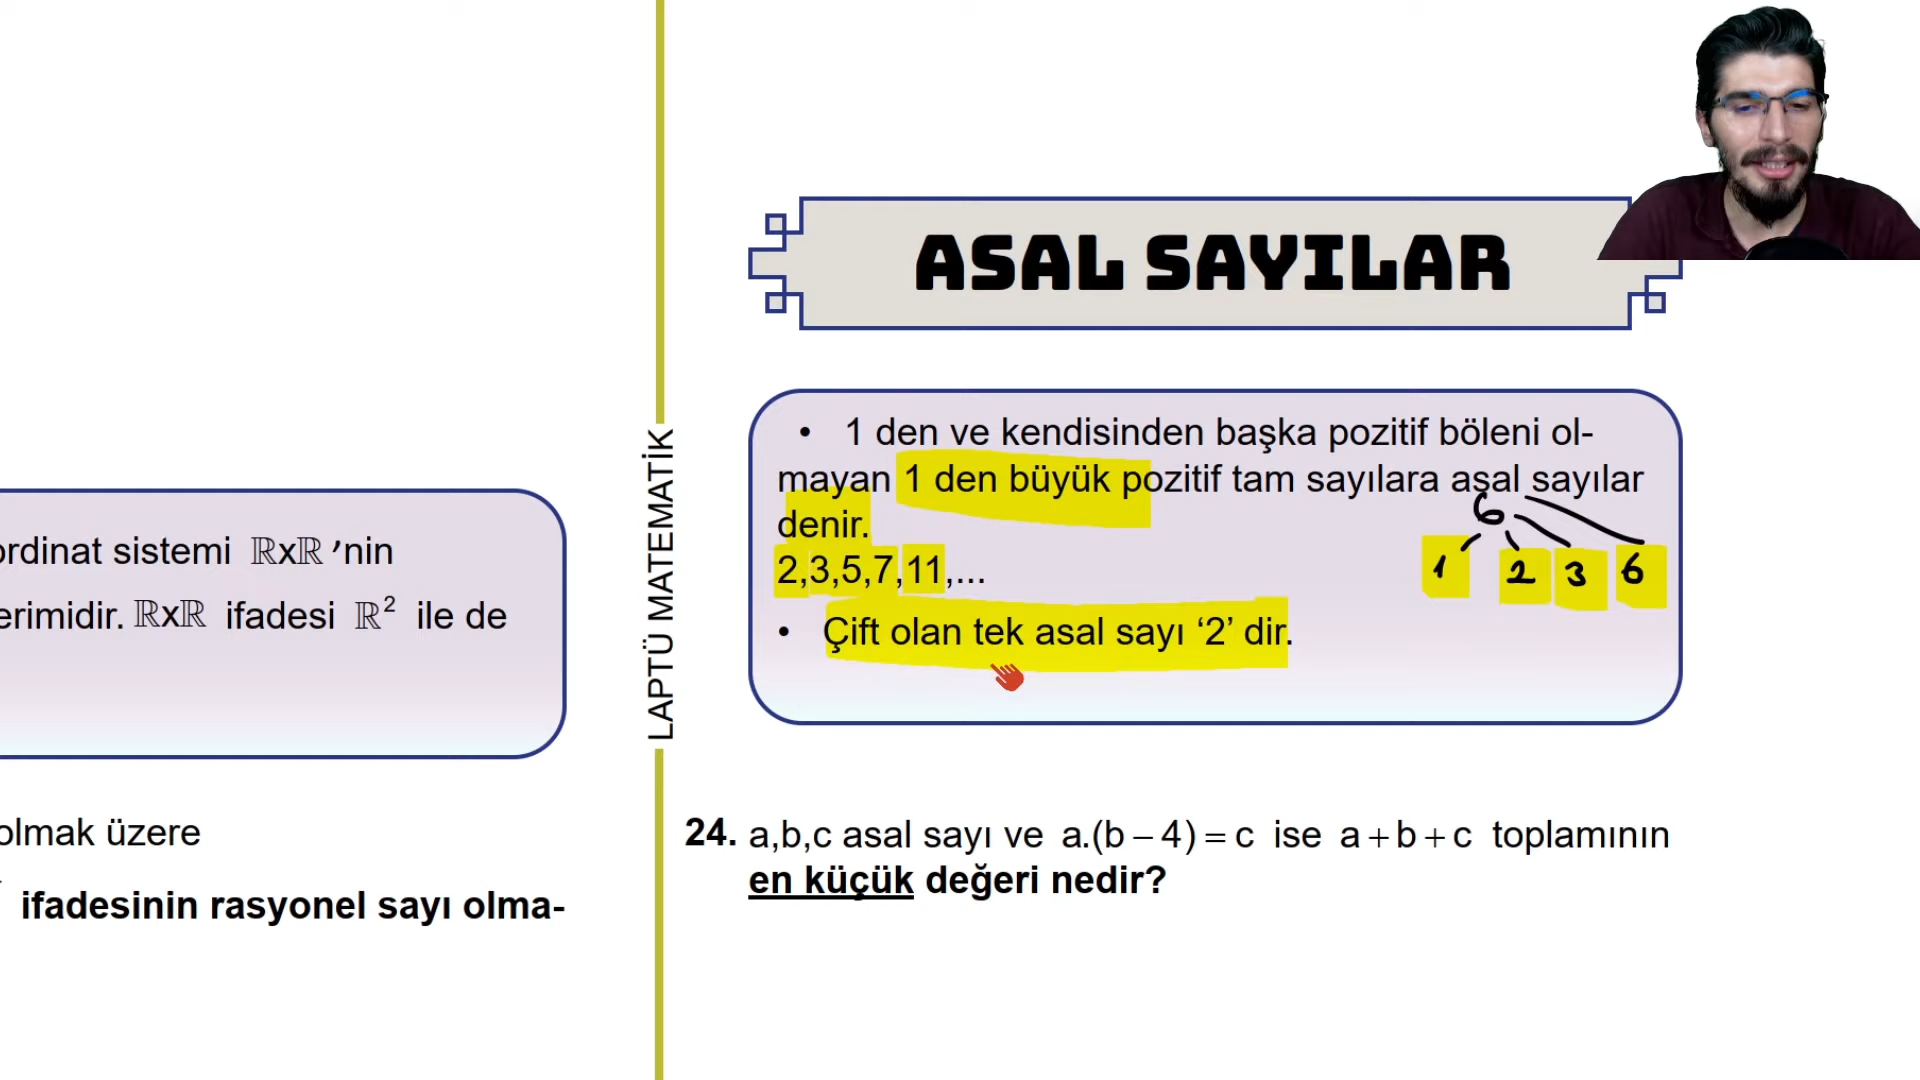 ordinat sistemi ℝxℝ 'nin
erimidir. ℝxℝ ifadesi ℝ² ile de
olmak üzere
ifadesinin rasyonel sayı olma-
LAPTÜ MATEMATİK
ASAL SAYILAR
• 1 den ve kendisinden başka pozitif böleni ol-
mayan 1 den büyük pozitif tam sayılara asal sayılar
denir.
2,3,5,7,11,...
6
1 2 3 6
• Çift olan tek asal sayı ‘2’ dir.
24. a,b,c asal sayı ve a.(b – 4) = c ise a + b + c toplamının
en küçük değeri nedir?